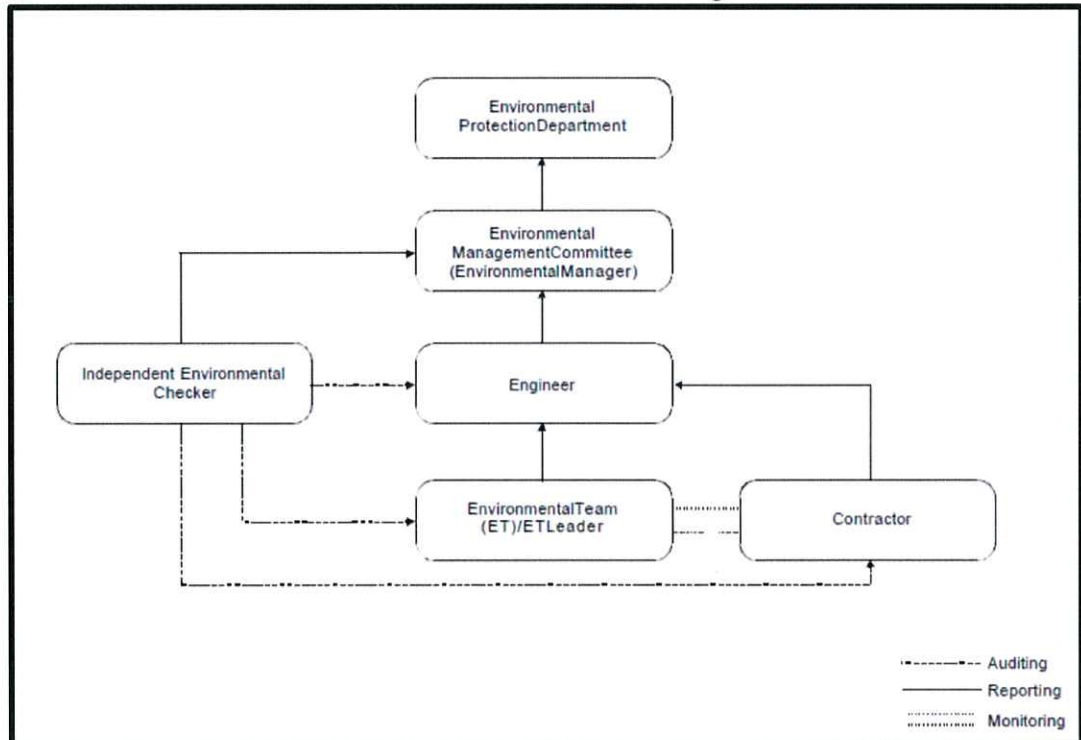 Environmental
ProtectionDepartment
Environmental
ManagementCommittee
(EnvironmentalManager)
Independent Environmental
Checker
Engineer
EnvironmentalTeam
(ET)/ETLeader
Contractor
Auditing
Reporting
Monitoring